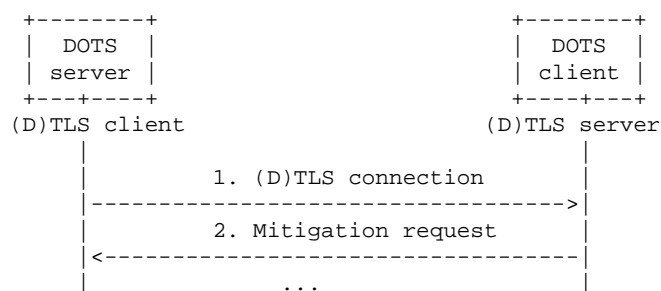 DOTS DOTS
server client
(D)TLS client (D)TLS server
1. (D)TLS connection
2. Mitigation request
...